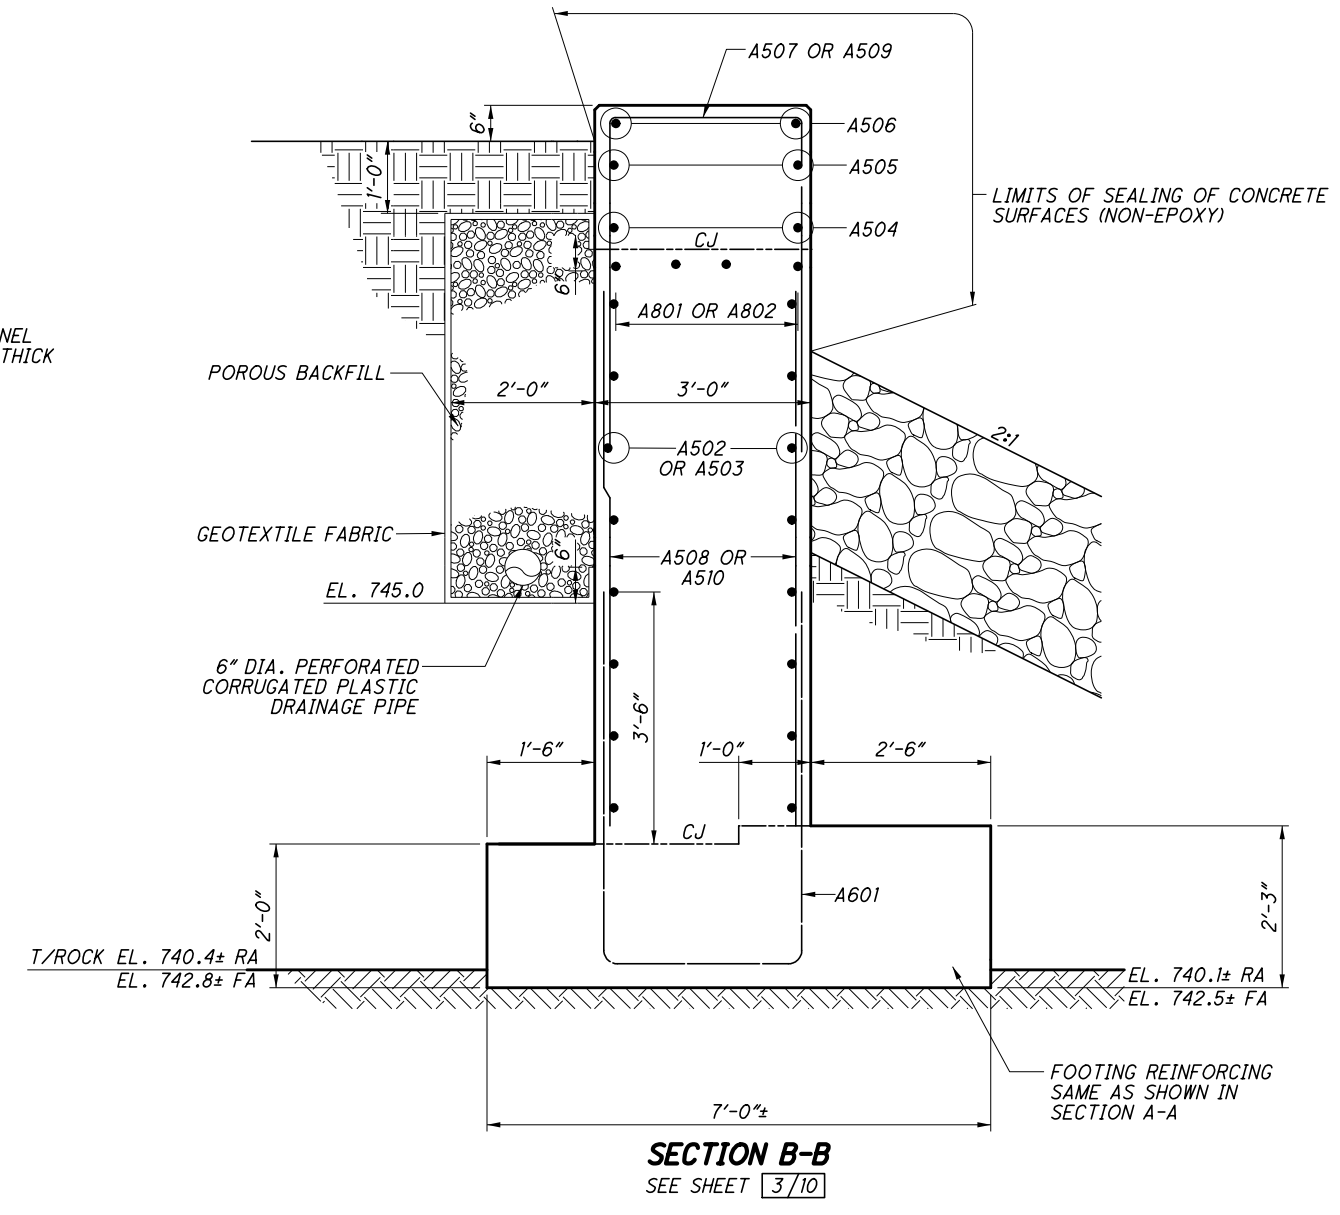 A507 OR A509
6"
A506
1'-0"
A505
LIMITS OF SEALING OF CONCRETE
SURFACES (NON-EPOXY)
A504
CJ
6"
A801 OR A802
NEL
THICK
POROUS BACKFILL
2'-0"
3'-0"
2:1
A502
OR A503
GEOTEXTILE FABRIC
6"
A508 OR
A510
EL. 745.0
6" DIA. PERFORATED
CORRUGATED PLASTIC
DRAINAGE PIPE
3'-6"
1'-6"
1'-0"
2'-6"
CJ
2'-0"
A601
2'-3"
T/ROCK EL. 740.4± RA
EL. 742.8± FA
EL. 740.1± RA
EL. 742.5± FA
FOOTING REINFORCING
SAME AS SHOWN IN
SECTION A-A
7'-0"±
SECTION B-B
SEE SHEET 3/10